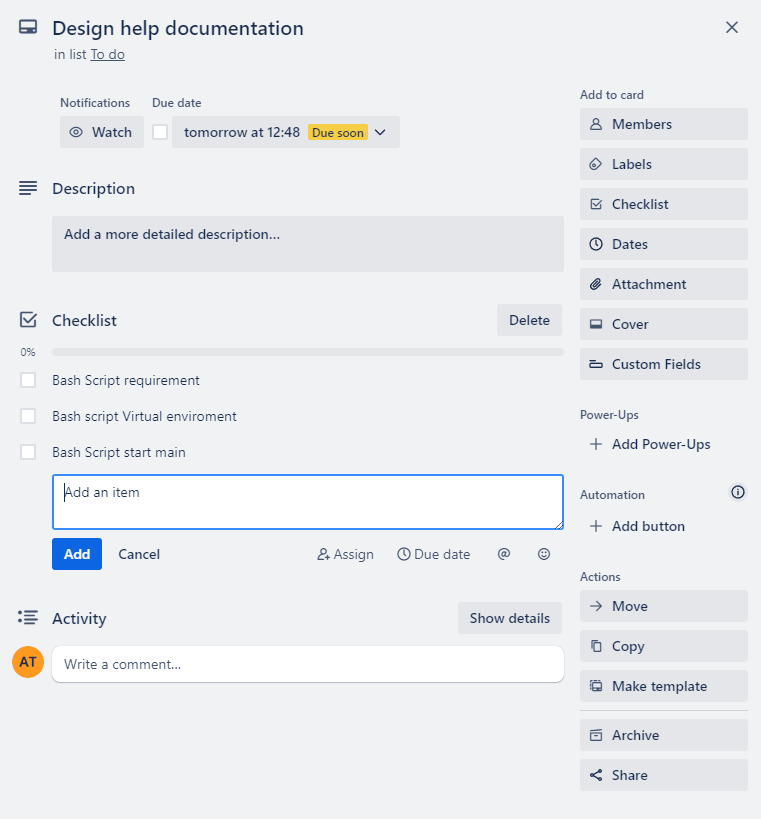 Design help documentation
in list To do
Notifications
Due date
Watch
tomorrow at 12:48 Due soon
Description
Add a more detailed description...
Checklist
Delete
0%
Bash Script requirement
Bash script Virtual enviroment
Bash Script start main
Add an item
Add
Cancel
Assign
Due date
@
Activity
Show details
AT
Write a comment...
Add to card
Members
Labels
Checklist
Dates
Attachment
Cover
Custom Fields
Power-Ups
+ Add Power-Ups
Automation
+ Add button
Actions
Move
Copy
Make template
Archive
Share